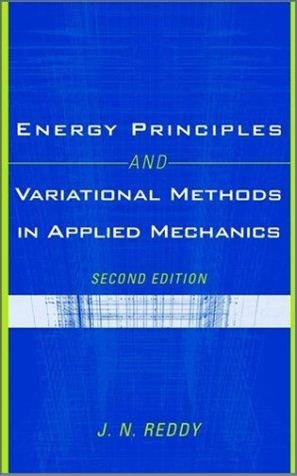 ENERGY PRINCIPLES
AND
VARIATIONAL METHODS
IN APPLIED MECHANICS
SECOND EDITION
J. N. REDDY